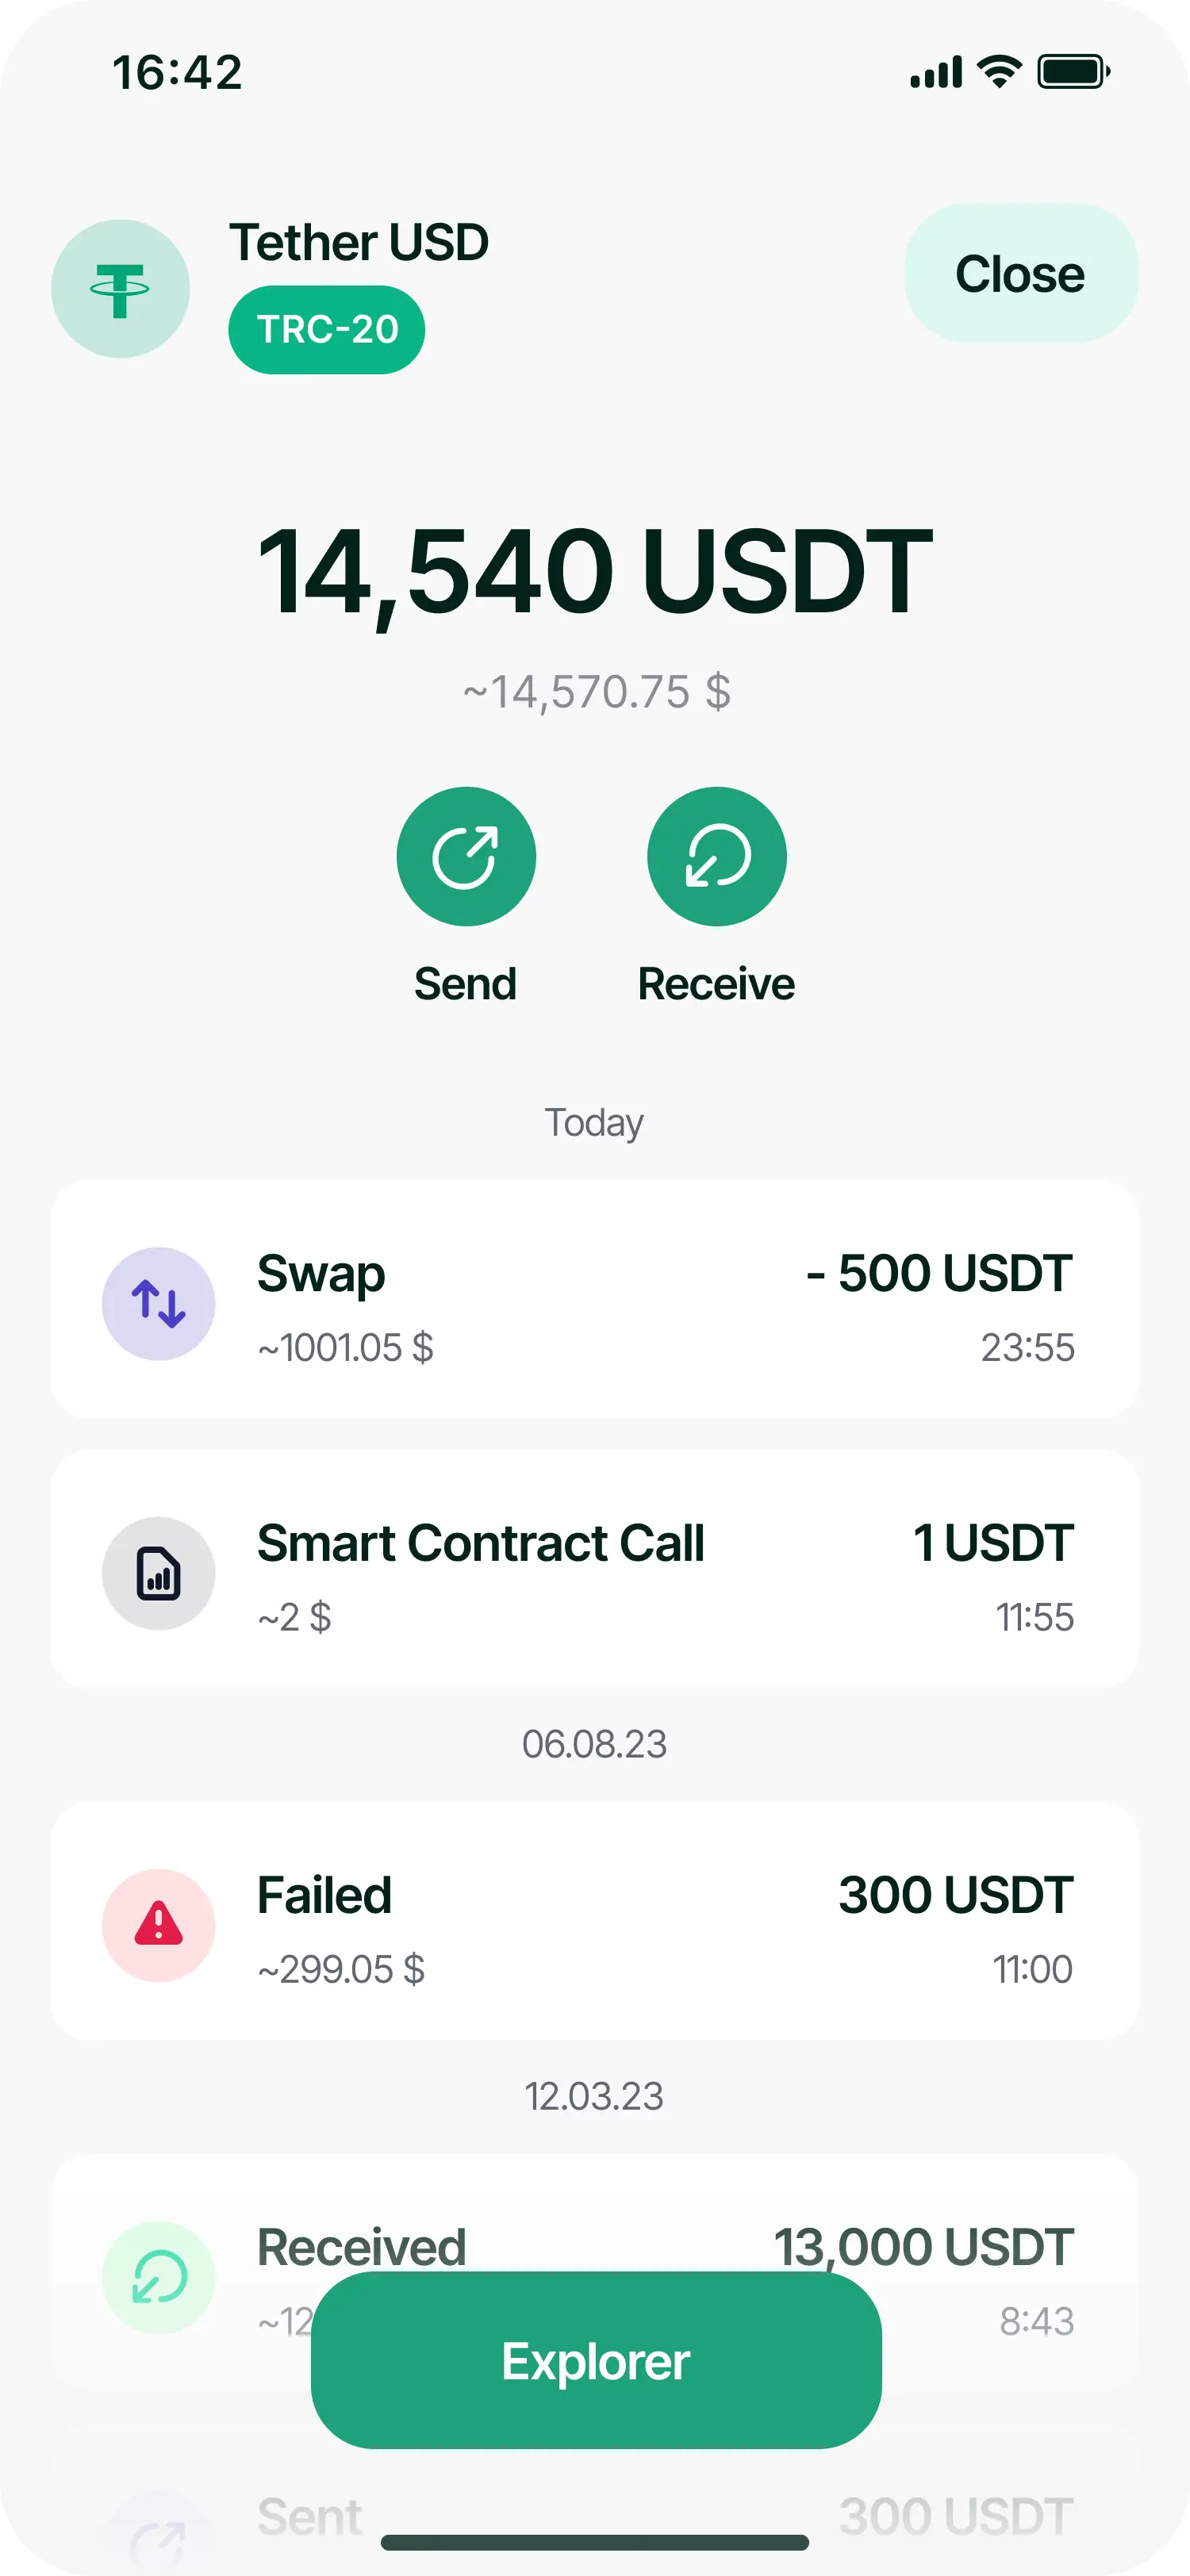 16:42
Tether USD
Close
TRC-20
14,540 USDT
~14,570.75 $
Send
Receive
Today
Swap
- 500 USDT
~1001.05 $
23:55
Smart Contract Call
1 USDT
~2 $
11:55
06.08.23
Failed
300 USDT
~299.05 $
11:00
12.03.23
Received
13,000 USDT
~12
8:43
Explorer
Sent
300 USDT